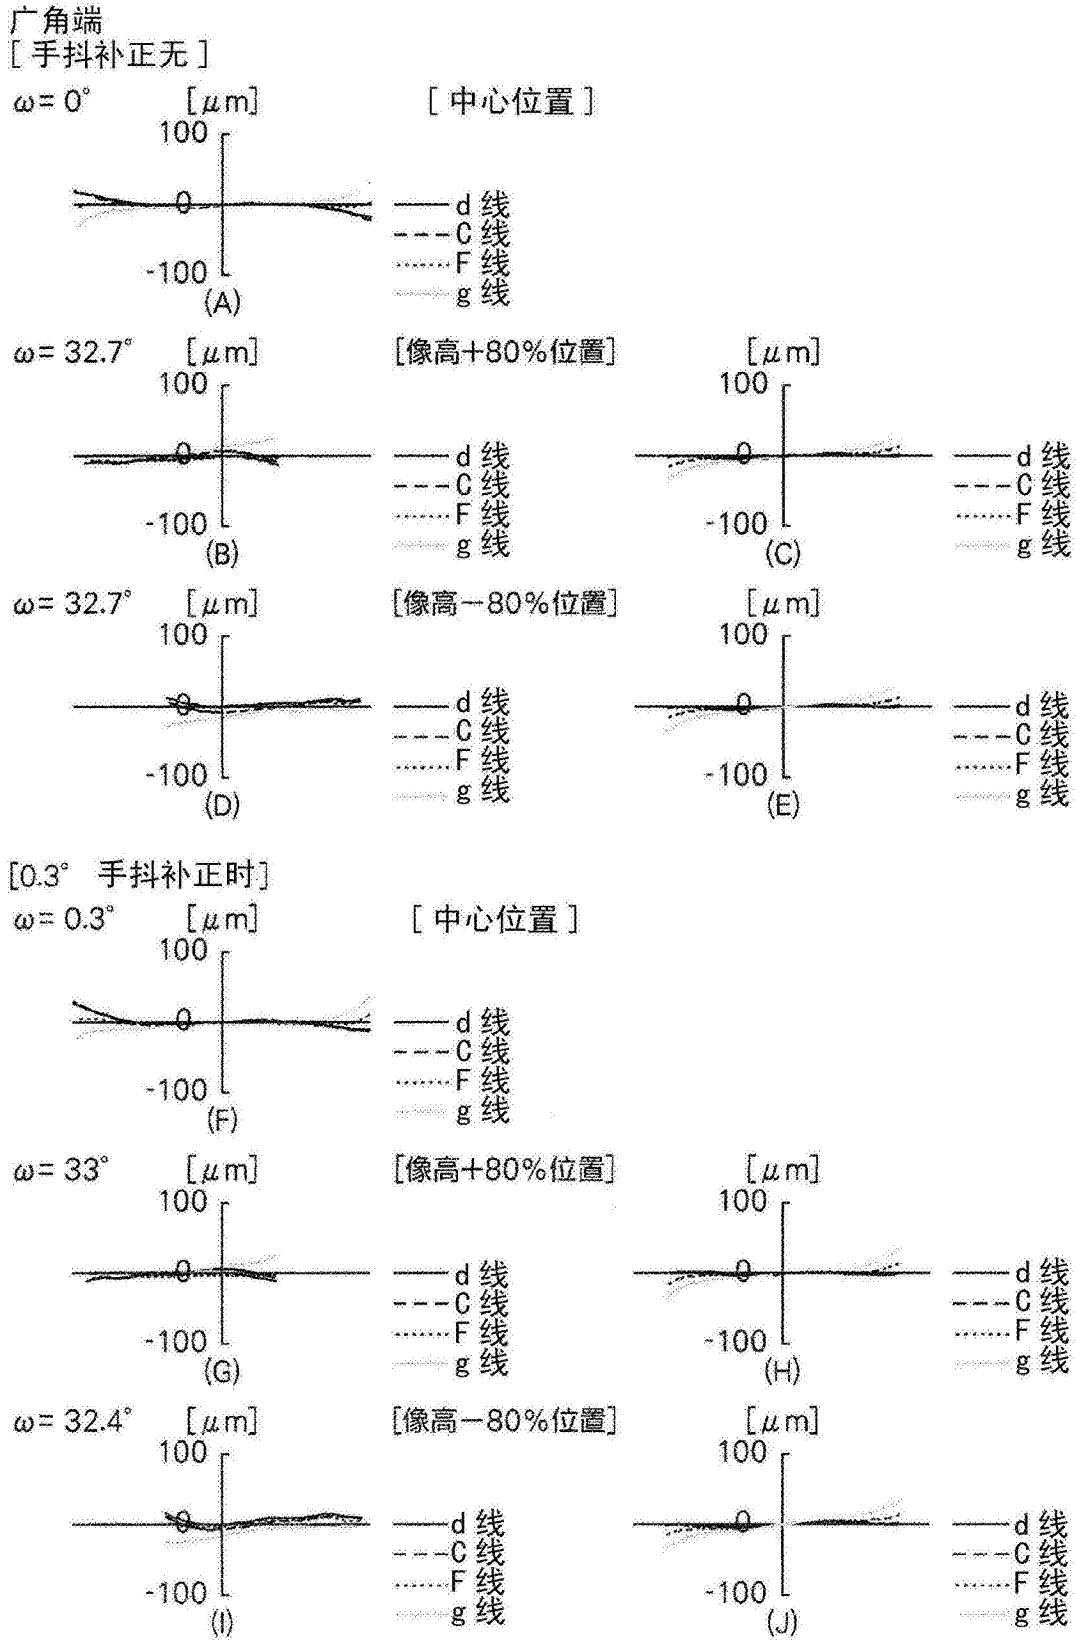 广角端
[手抖补正无]
ω= 0° [μm] [中心位置]
100
0
-100
d 线
C 线
F 线
g 线
(A)
ω= 32.7° [μm] [像高+80%位置] [μm]
100
0
-100
d 线
C 线
F 线
g 线
(B)
100
0
-100
d 线
C 线
F 线
g 线
(C)
ω= 32.7° [μm] [像高−80%位置] [μm]
100
0
-100
d 线
C 线
F 线
g 线
(D)
100
0
-100
d 线
C 线
F 线
g 线
(E)
[0.3° 手抖补正时]
ω= 0.3° [μm] [中心位置]
100
0
-100
d 线
C 线
F 线
g 线
(F)
ω= 33° [μm] [像高+80%位置] [μm]
100
0
-100
d 线
C 线
F 线
g 线
(G)
100
0
-100
d 线
C 线
F 线
g 线
(H)
ω= 32.4° [μm] [像高−80%位置] [μm]
100
0
-100
d 线
C 线
F 线
g 线
(I)
100
0
-100
d 线
C 线
F 线
g 线
(J)